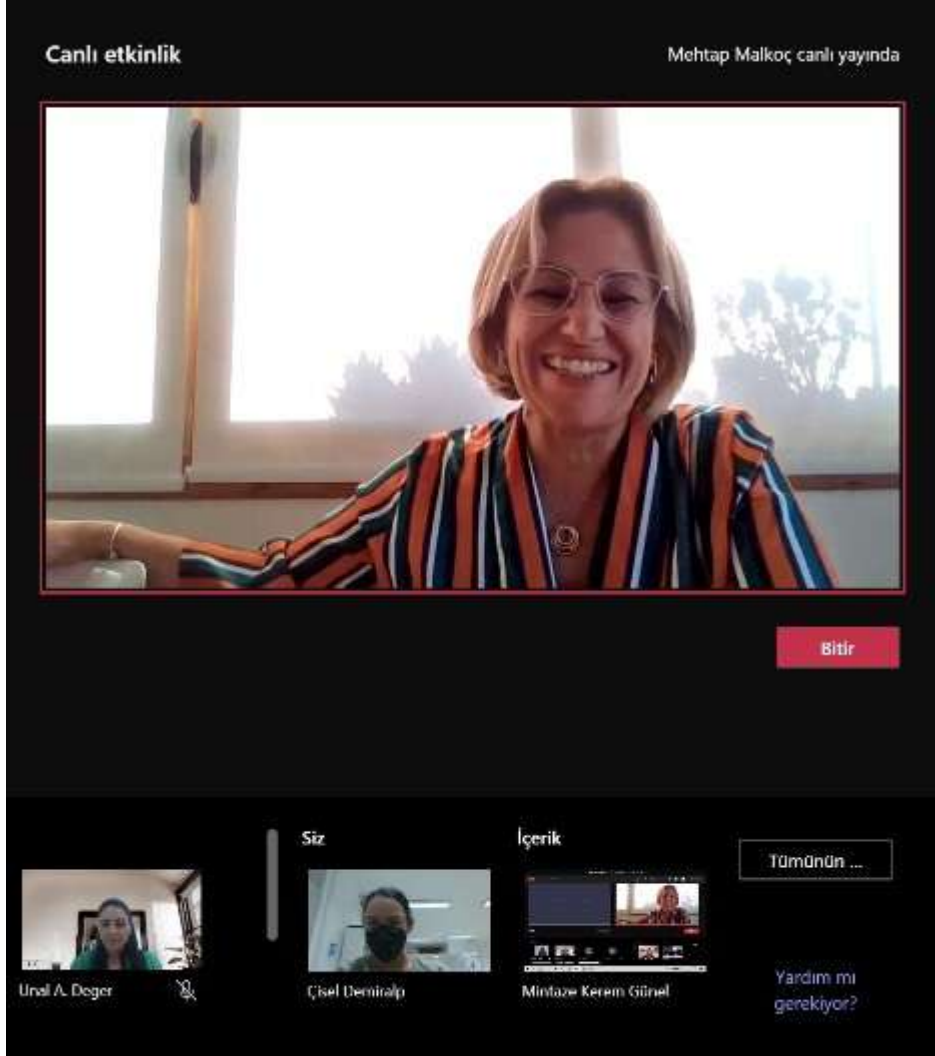 Canlı etkinlik
Mehtap Malkoç canlı yayında
Bitir
Siz
İçerik
Tümünün ...
Unal A. Deger
Çisel Demiralp
Mintaze Kerem Günel
Yardım mı
gerekiyor?